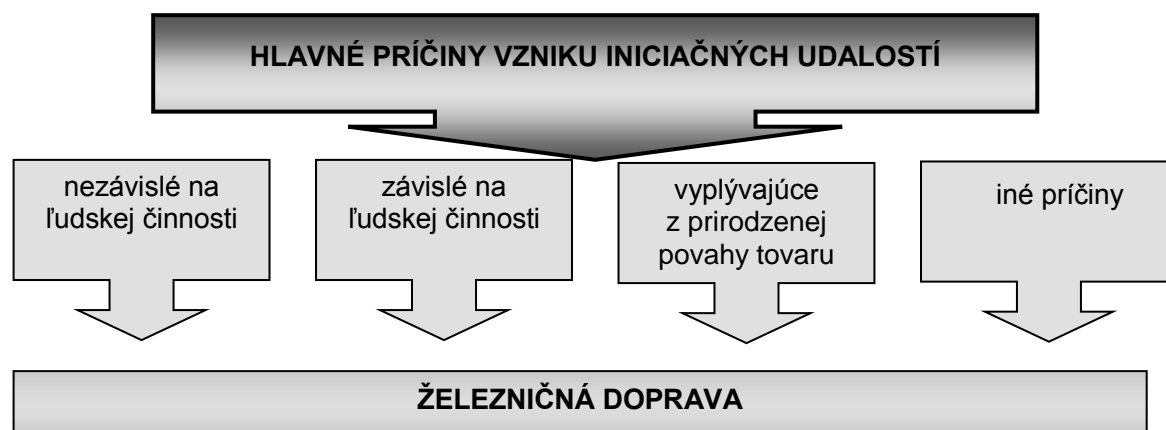 HLAVNÉ PRÍČINY VZNIKU INICIAČNÝCH UDALOSTÍ
nezávislé na
ľudskej činnosti
závislé na
ľudskej činnosti
vyplývajúce
z prirodzenej
povahy tovaru
iné príčiny
ŽELEZNIČNÁ DOPRAVA